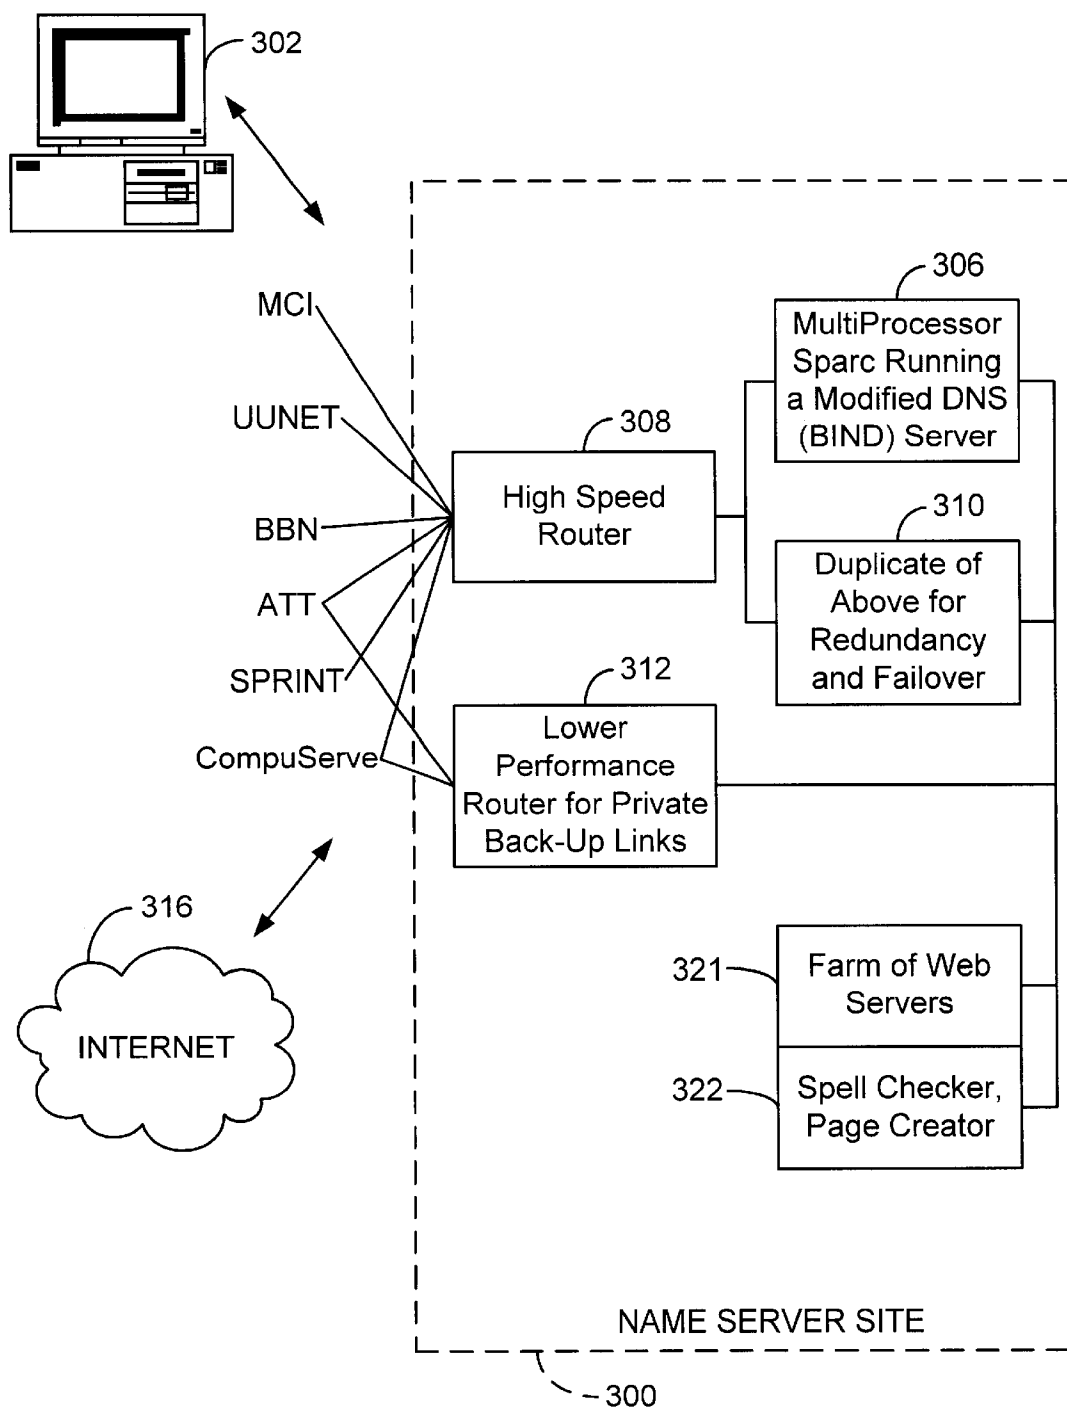 302
306
MultiProcessor
Sparc Running
a Modified DNS
(BIND) Server
MCI
UUNET
BBN
ATT
SPRINT
CompuServe
308
High Speed
Router
310
Duplicate of
Above for
Redundancy
and Failover
312
Lower
Performance
Router for Private
Back-Up Links
316
INTERNET
321
Farm of Web
Servers
322
Spell Checker,
Page Creator
NAME SERVER SITE
300